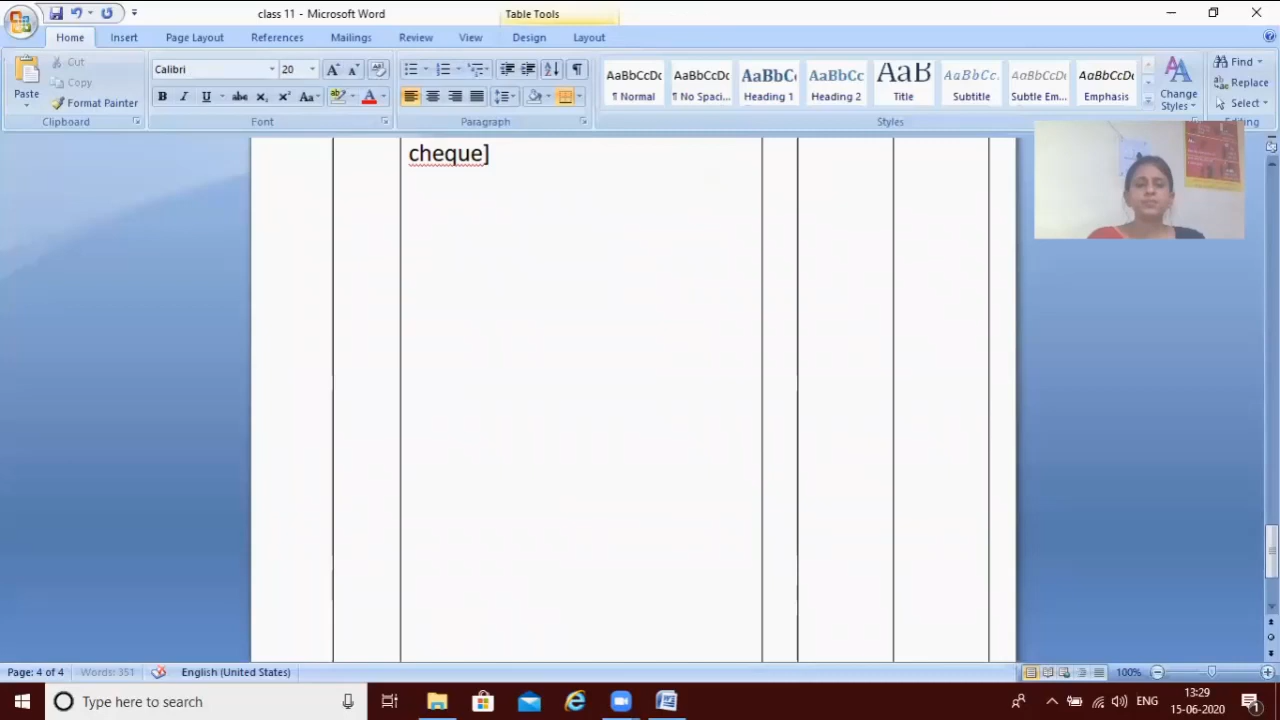 class 11 - Microsoft Word
Table Tools
Home Insert Page Layout References Mailings Review View Design Layout
Paste
Cut
Copy
Format Painter
Clipboard
Calibri 20
Font
Paragraph
AaBbCcDc AaBbCcDc AaBbC AaBbCc AaB AaBbCc. AaBbCcDc AaBbCcDc
¶ Normal ¶ No Spaci... Heading 1 Heading 2 Title Subtitle Subtle Em... Emphasis
Change Styles
Styles
Find
Replace
Select
Editing
cheque]
Page: 4 of 4 Words: 351 English (United States) 100%
Type here to search
ENG
13:29
15-06-2020